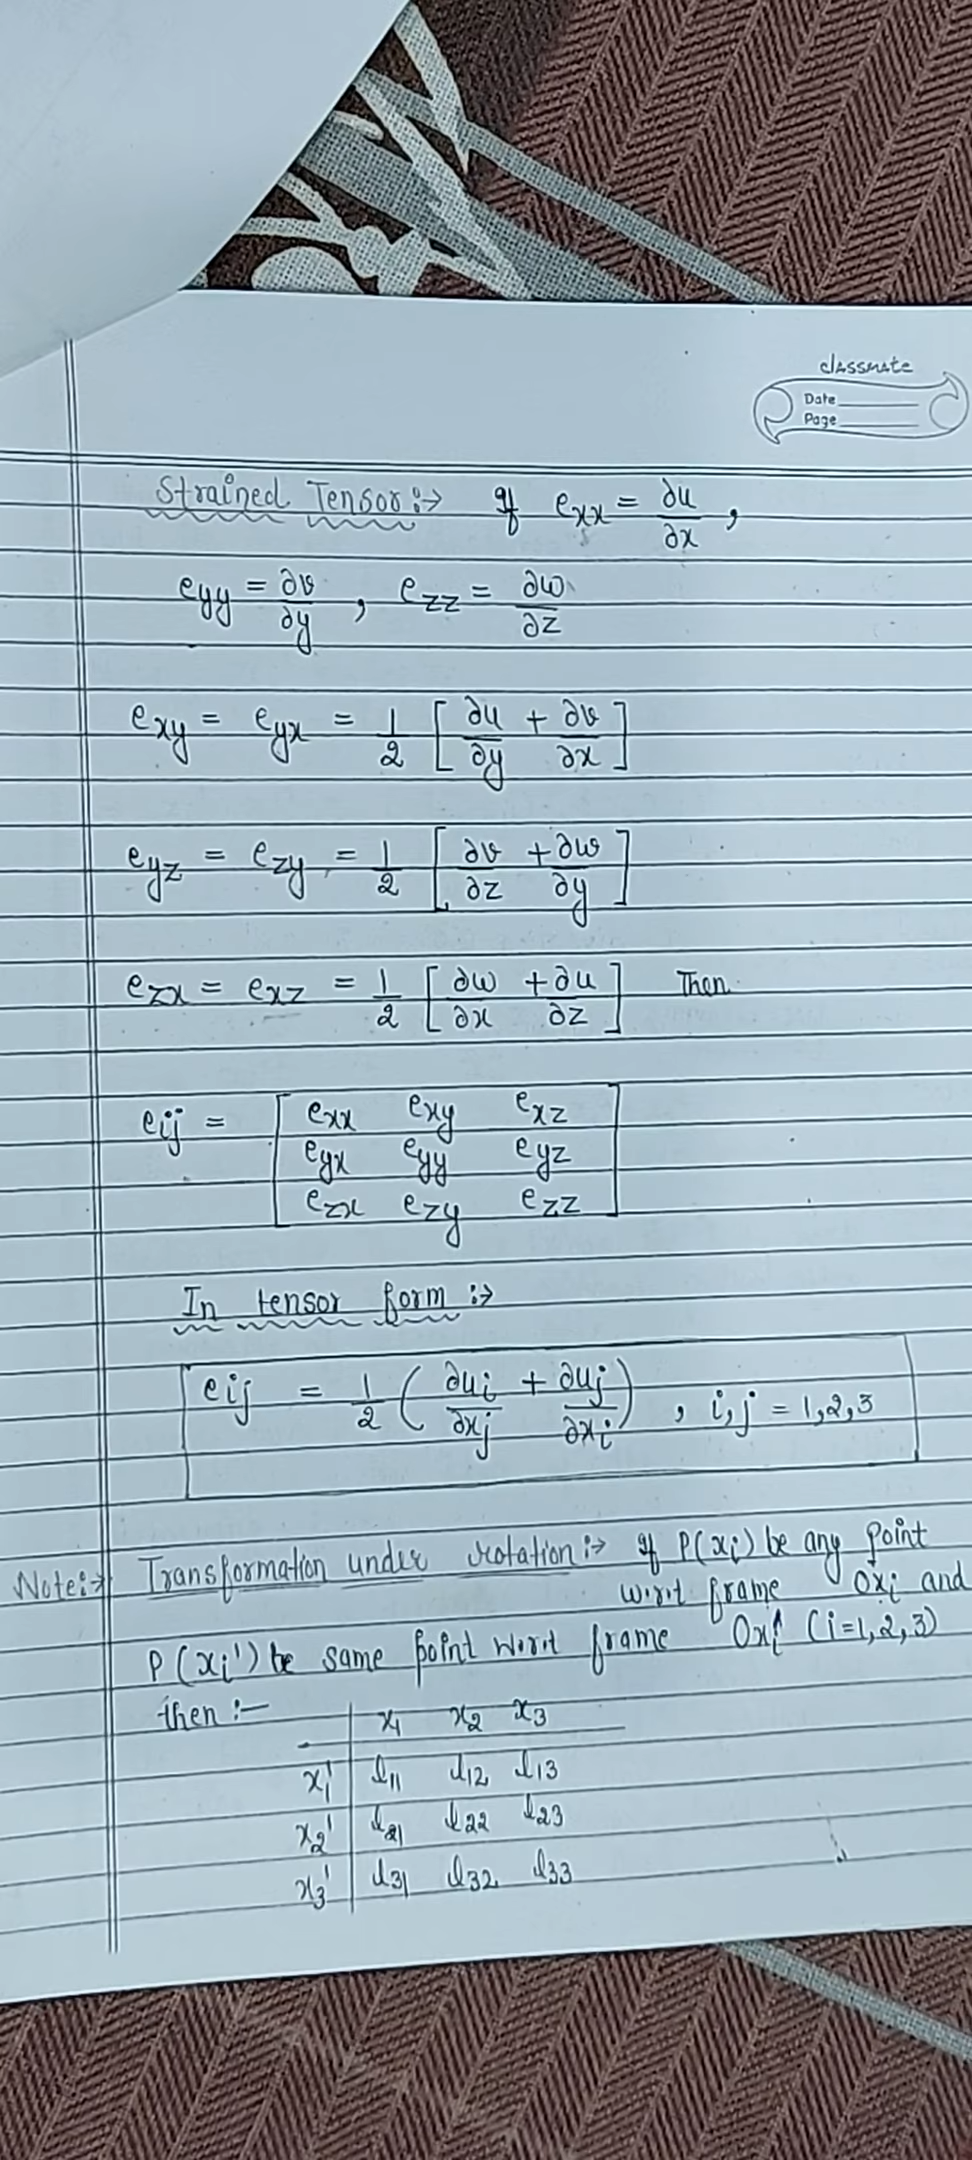 classmate
Date
Page
Strained Tensor :→ If exx = ∂u/∂x ,
eyy = ∂v/∂y , ezz = ∂w/∂z
exy = eyx = 1/2 [ ∂u/∂y + ∂v/∂x ]
eyz = ezy = 1/2 [ ∂v/∂z + ∂w/∂y ]
ezx = exz = 1/2 [ ∂w/∂x + ∂u/∂z ] Then
eij = [ exx exy exz
eyx eyy eyz
ezx ezy ezz ]
In tensor form :→
eij = 1/2 ( ∂ui/∂xj + ∂uj/∂xi ) , i,j = 1,2,3
Note:→ Transformation under rotation :→ If P(xi) be any point
w.r.t frame Oxi and
P(xi') be same point w.r.t frame Oxi' (i=1,2,3)
then :-
x1 x2 x3
x1' l11 l12 l13
x2' l21 l22 l23
x3' l31 l32 l33